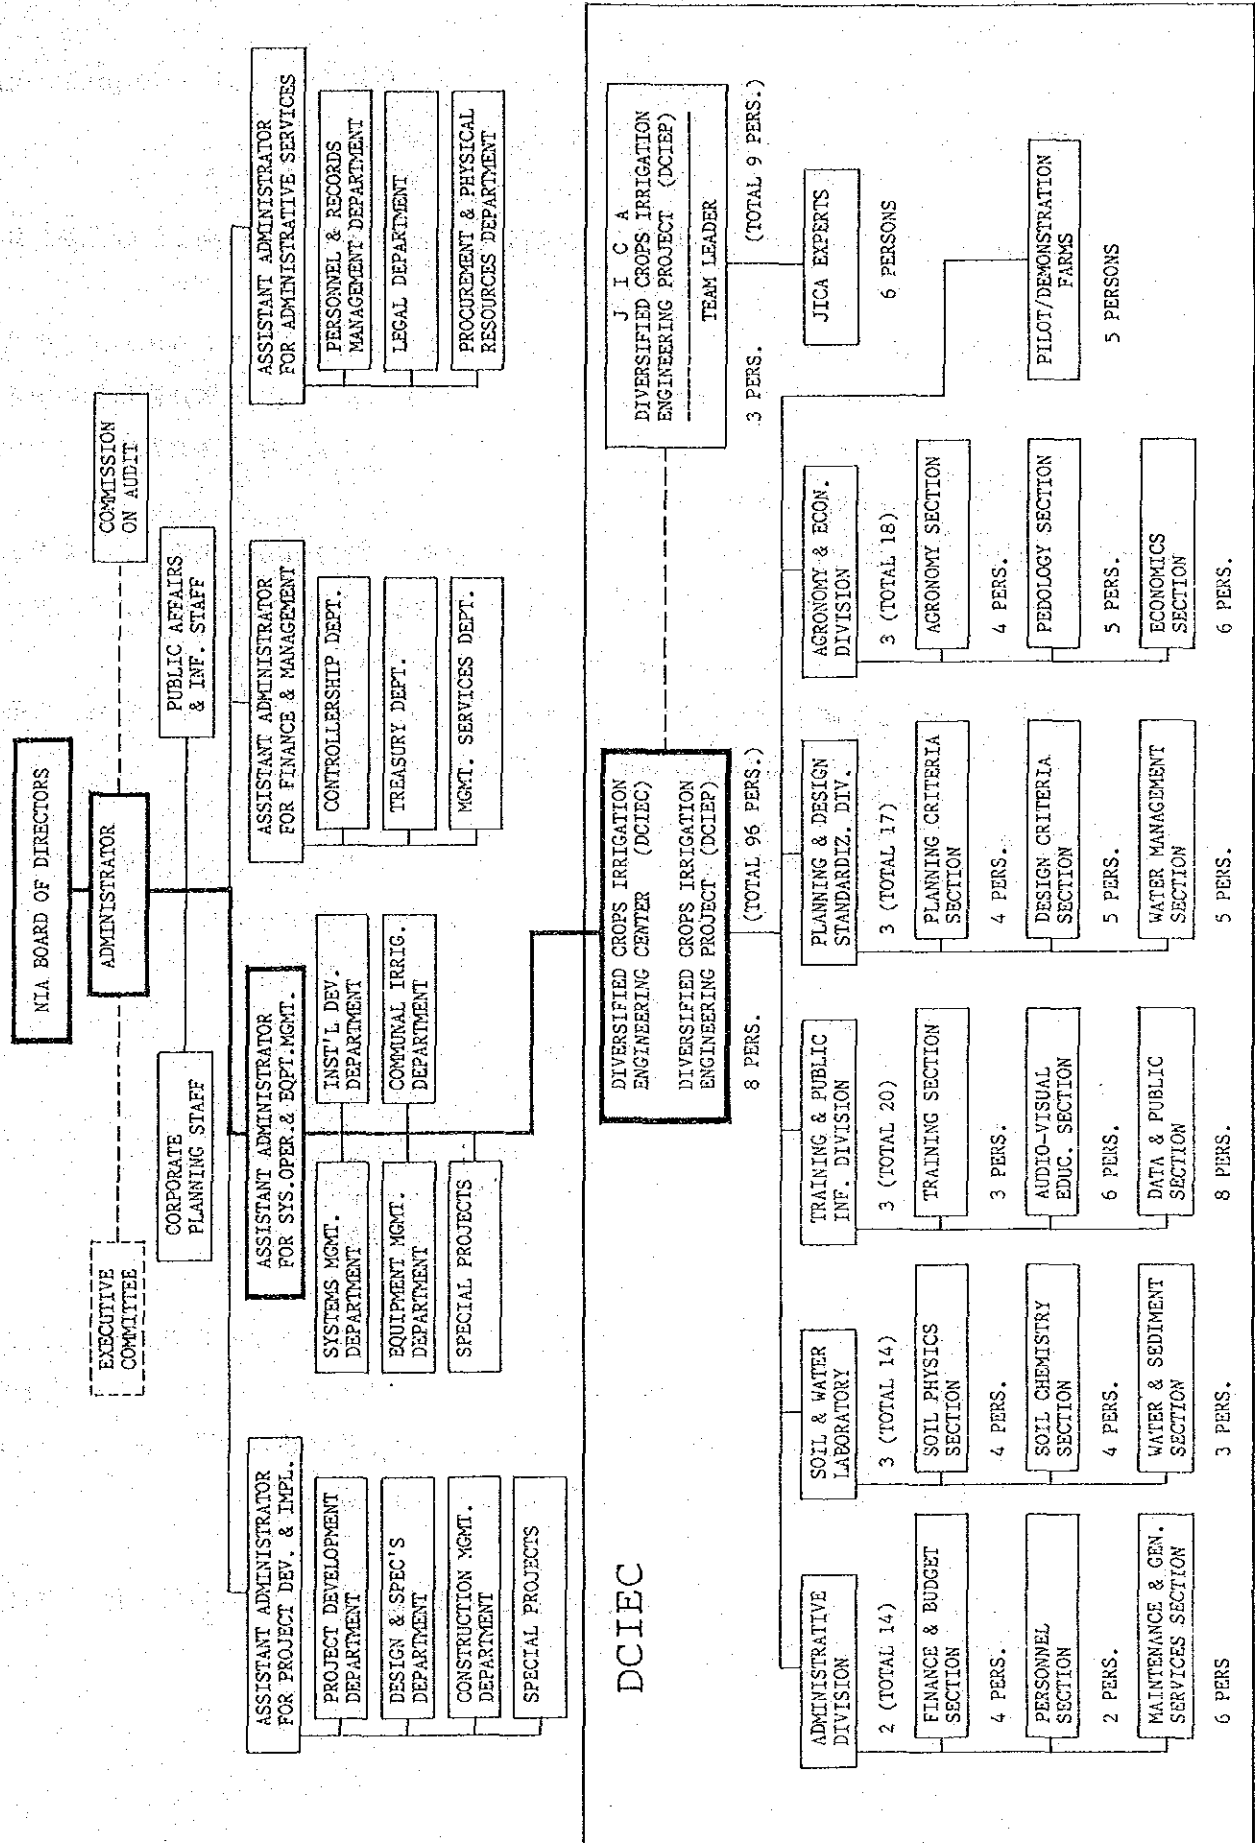 NIA BOARD OF DIRECTORS
ADMINISTRATOR
EXECUTIVE
COMMITTEE
COMMISSION
ON AUDIT
CORPORATE
PLANNING STAFF
PUBLIC AFFAIRS
& INF. STAFF
ASSISTANT ADMINISTRATOR
FOR PROJECT DEV. & IMPL.
PROJECT DEVELOPMENT
DEPARTMENT
DESIGN & SPEC'S
DEPARTMENT
CONSTRUCTION MGMT.
DEPARTMENT
SPECIAL PROJECTS
ASSISTANT ADMINISTRATOR
FOR SYS.OPER.& EQPT.MGMT.
SYSTEMS MGMT.
DEPARTMENT
INST'L DEV.
DEPARTMENT
EQUIPMENT MGMT.
DEPARTMENT
COMMUNAL IRRIG.
DEPARTMENT
SPECIAL PROJECTS
ASSISTANT ADMINISTRATOR
FOR FINANCE & MANAGEMENT
CONTROLLERSHIP DEPT.
TREASURY DEPT.
MGMT. SERVICES DEPT.
ASSISTANT ADMINISTRATOR
FOR ADMINISTRATIVE SERVICES
PERSONNEL & RECORDS
MANAGEMENT DEPARTMENT
LEGAL DEPARTMENT
PROCUREMENT & PHYSICAL
RESOURCES DEPARTMENT
DCIEC
DIVERSIFIED CROPS IRRIGATION
ENGINEERING CENTER (DCIEC)
DIVERSIFIED CROPS IRRIGATION
ENGINEERING PROJECT (DCIEP)
8 PERS. (TOTAL 96 PERS.)
J I C A
DIVERSIFIED CROPS IRRIGATION
ENGINEERING PROJECT (DCIEP)
TEAM LEADER
3 PERS. (TOTAL 9 PERS.)
JICA EXPERTS
6 PERSONS
ADMINISTRATIVE
DIVISION
2 (TOTAL 14)
FINANCE & BUDGET
SECTION
4 PERS.
PERSONNEL
SECTION
2 PERS.
MAINTENANCE & GEN.
SERVICES SECTION
6 PERS
SOIL & WATER
LABORATORY
3 (TOTAL 14)
SOIL PHYSICS
SECTION
4 PERS.
SOIL CHEMISTRY
SECTION
4 PERS.
WATER & SEDIMENT
SECTION
3 PERS.
TRAINING & PUBLIC
INF. DIVISION
3 (TOTAL 20)
TRAINING SECTION
3 PERS.
AUDIO-VISUAL
EDUC. SECTION
6 PERS.
DATA & PUBLIC
SECTION
8 PERS.
PLANNING & DESIGN
STANDARDIZ. DIV.
3 (TOTAL 17)
PLANNING CRITERIA
SECTION
4 PERS.
DESIGN CRITERIA
SECTION
5 PERS.
WATER MANAGEMENT
SECTION
5 PERS.
AGRONOMY & ECON.
DIVISION
3 (TOTAL 18)
AGRONOMY SECTION
4 PERS.
PEDOLOGY SECTION
5 PERS.
ECONOMICS
SECTION
6 PERS.
PILOT/DEMONSTRATION
FARMS
5 PERSONS